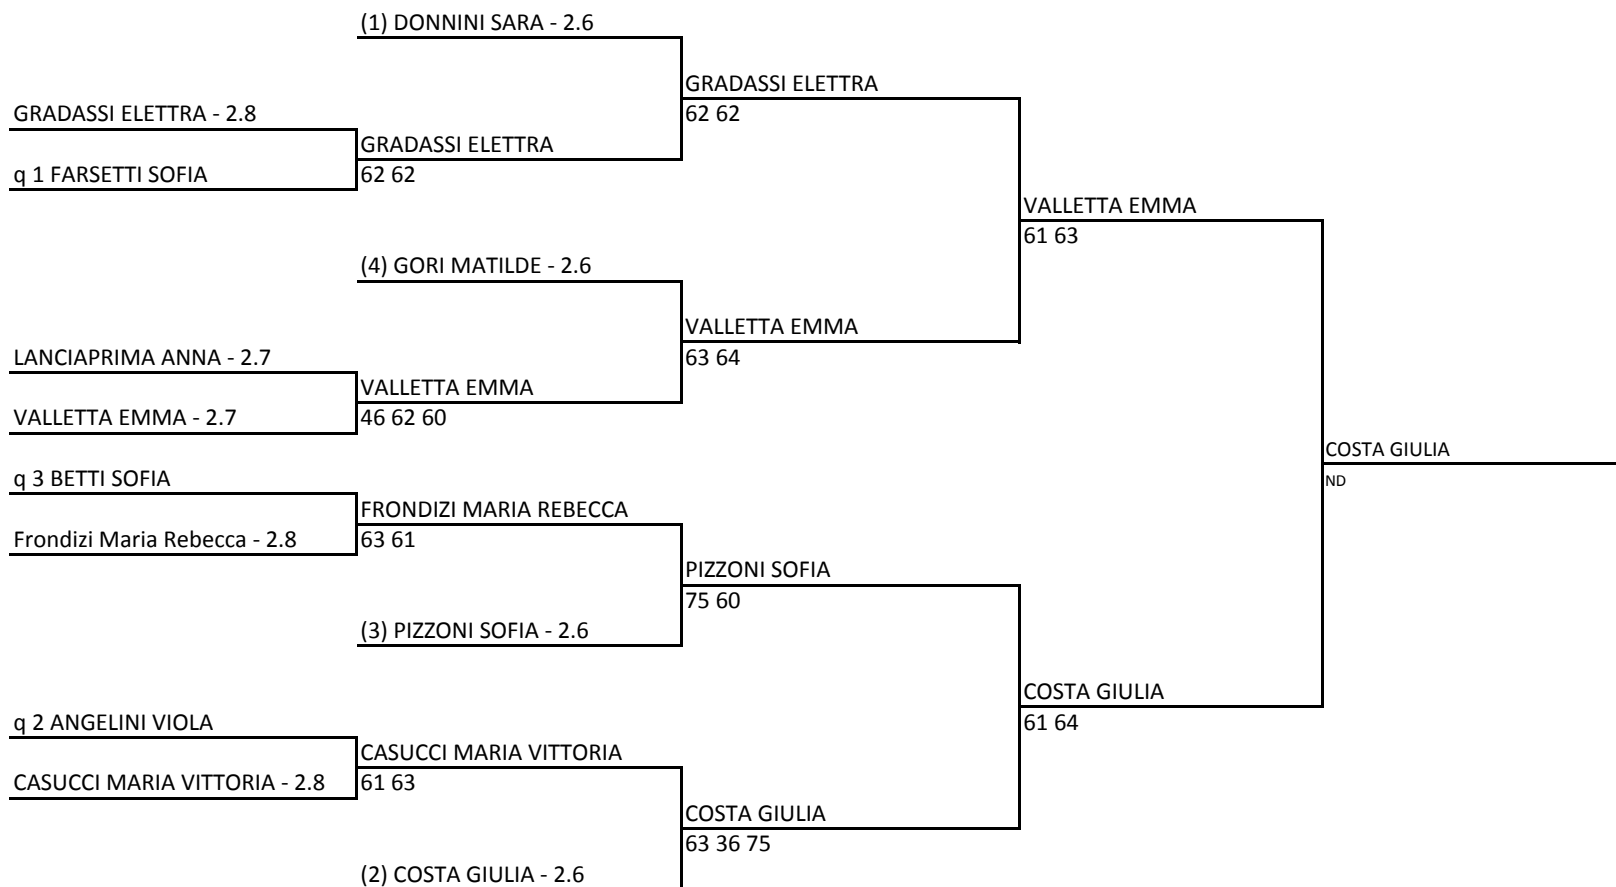 (1) DONNINI SARA - 2.6
GRADASSI ELETTRA
62 62
GRADASSI ELETTRA - 2.8
GRADASSI ELETTRA
62 62
q 1 FARSETTI SOFIA
VALLETTA EMMA
61 63
(4) GORI MATILDE - 2.6
VALLETTA EMMA
63 64
LANCIAPRIMA ANNA - 2.7
VALLETTA EMMA
46 62 60
VALLETTA EMMA - 2.7
COSTA GIULIA
ND
q 3 BETTI SOFIA
FRONDIZI MARIA REBECCA
63 61
Frondizi Maria Rebecca - 2.8
PIZZONI SOFIA
75 60
(3) PIZZONI SOFIA - 2.6
COSTA GIULIA
61 64
q 2 ANGELINI VIOLA
CASUCCI MARIA VITTORIA
61 63
CASUCCI MARIA VITTORIA - 2.8
COSTA GIULIA
63 36 75
(2) COSTA GIULIA - 2.6